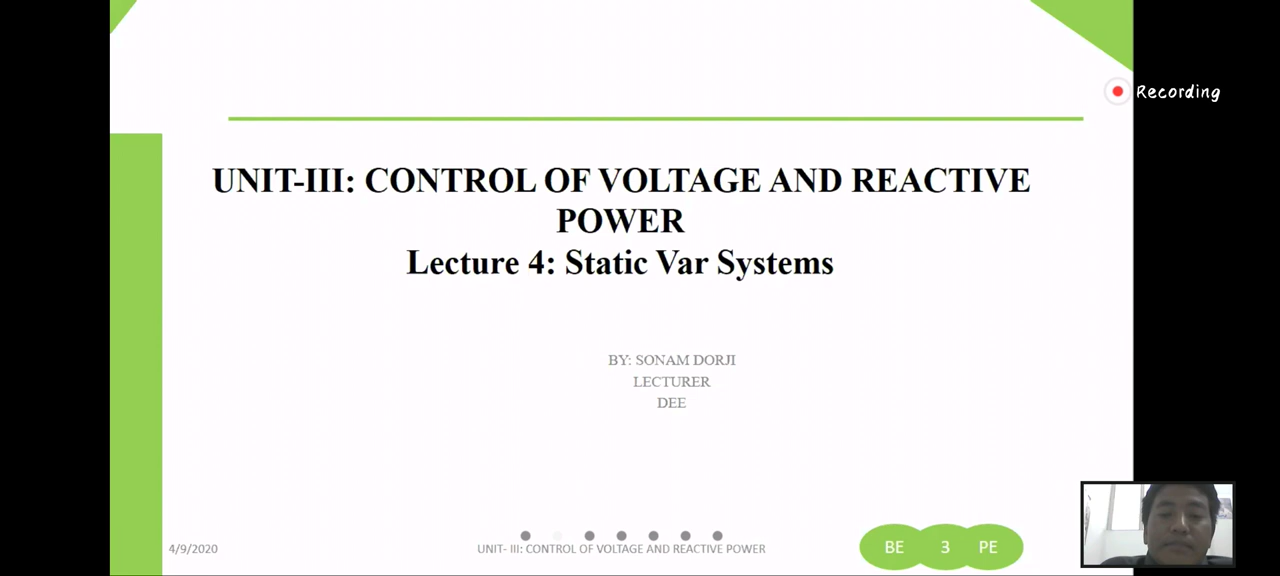 Recording
UNIT-III: CONTROL OF VOLTAGE AND REACTIVE
POWER
Lecture 4: Static Var Systems
BY: SONAM DORJI
LECTURER
DEE
4/9/2020
UNIT- III: CONTROL OF VOLTAGE AND REACTIVE POWER
BE 3 PE